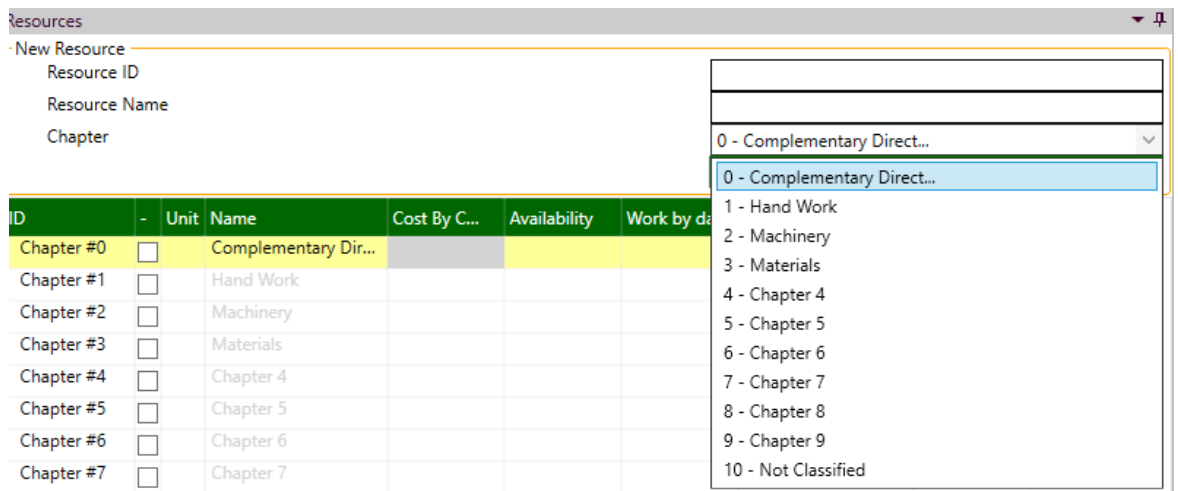 Resources
New Resource
Resource ID
Resource Name
Chapter
0 - Complementary Direct...
0 - Complementary Direct...
1 - Hand Work
2 - Machinery
3 - Materials
4 - Chapter 4
5 - Chapter 5
6 - Chapter 6
7 - Chapter 7
8 - Chapter 8
9 - Chapter 9
10 - Not Classified
ID - Unit Name Cost By C... Availability Work by da
Chapter #0 Complementary Dir...
Chapter #1 Hand Work
Chapter #2 Machinery
Chapter #3 Materials
Chapter #4 Chapter 4
Chapter #5 Chapter 5
Chapter #6 Chapter 6
Chapter #7 Chapter 7